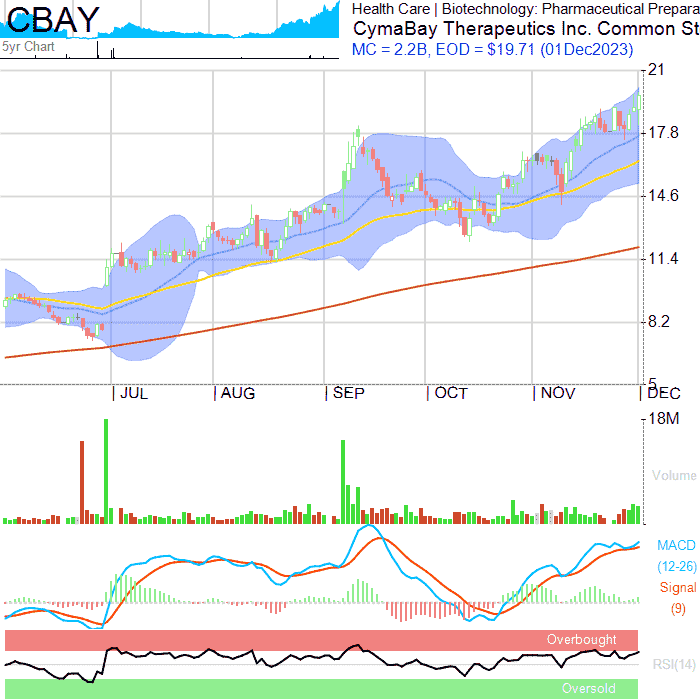 CBAY
5yr Chart
Health Care | Biotechnology: Pharmaceutical Prepara
CymaBay Therapeutics Inc. Common St
MC = 2.2B, EOD = $19.71 (01Dec2023)
21
17.8
14.6
11.4
8.2
5
JUL
AUG
SEP
OCT
NOV
DEC
18M
Volume
MACD
(12-26)
Signal
(9)
Overbought
RSI(14)
Oversold